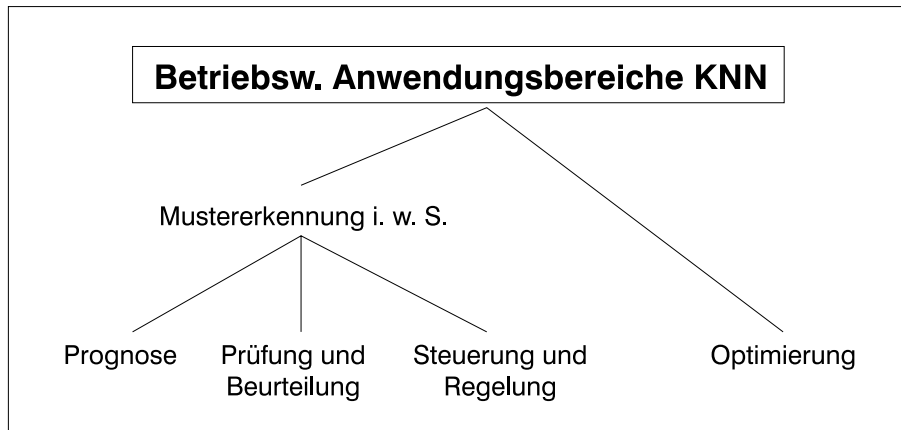 Betriebsw. Anwendungsbereiche KNN
Mustererkennung i. w. S.
Prognose
Prüfung und
Beurteilung
Steuerung und
Regelung
Optimierung